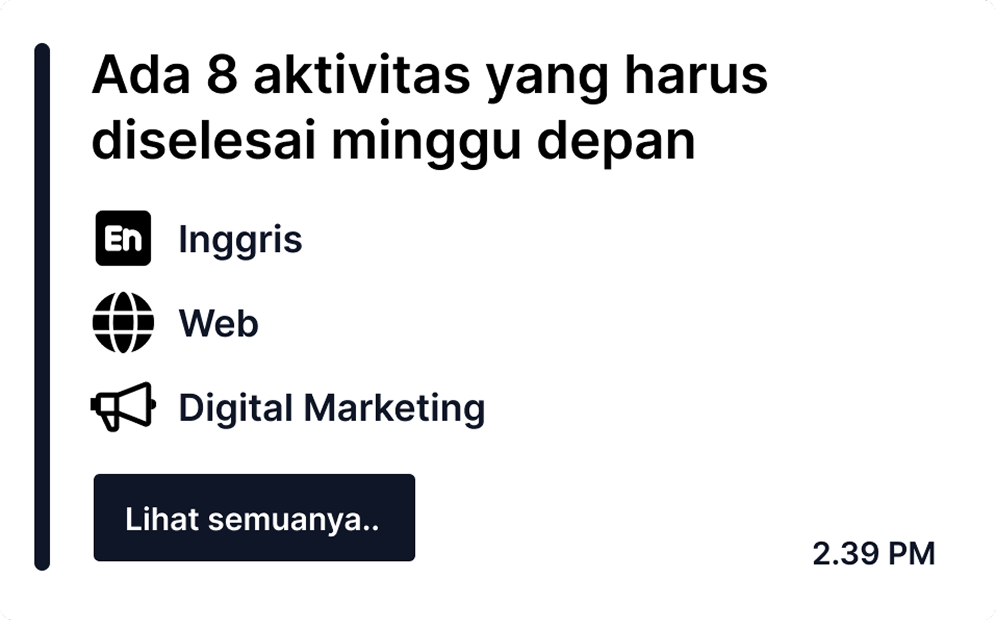 Ada 8 aktivitas yang harus
diselesai minggu depan
En Inggris
Web
Digital Marketing
Lihat semuanya..
2.39 PM